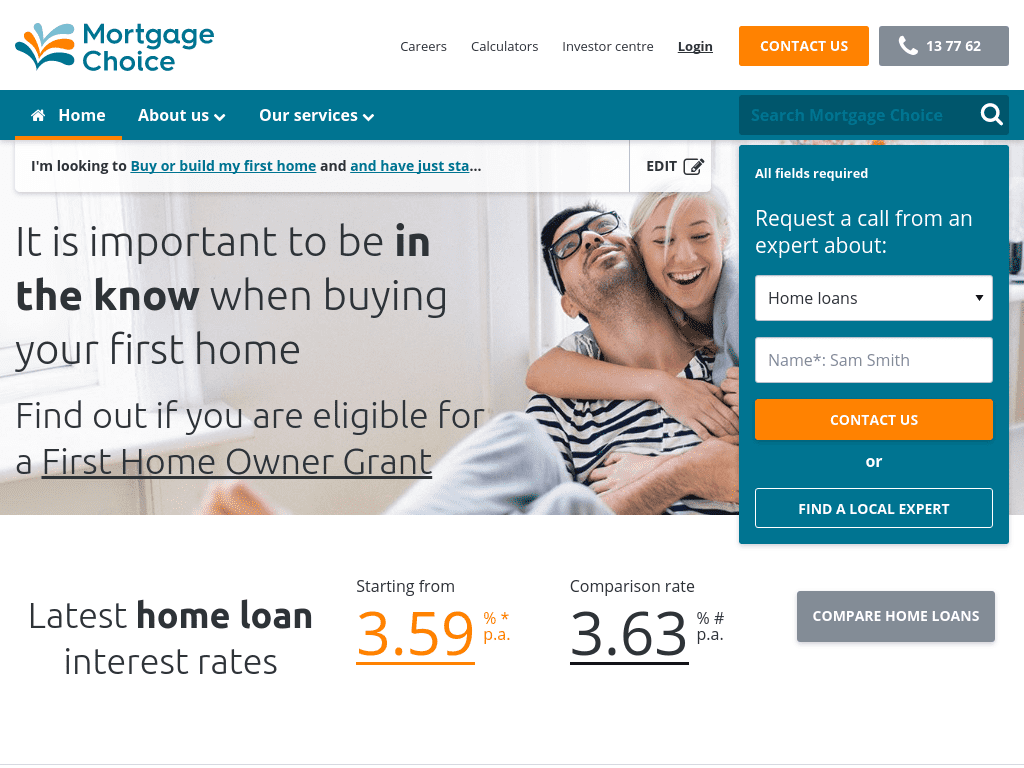 Mortgage
Choice
Careers
Calculators
Investor centre
Login
CONTACT US
13 77 62
Home
About us
Our services
Search Mortgage Choice
I'm looking to Buy or build my first home and and have just sta...
EDIT
All fields required
Request a call from an
expert about:
Home loans
Name*: Sam Smith
CONTACT US
or
FIND A LOCAL EXPERT
It is important to be in
the know when buying
your first home
Find out if you are eligible for
a First Home Owner Grant
Latest home loan
interest rates
Starting from
3.59 % *
p.a.
Comparison rate
3.63 % #
p.a.
COMPARE HOME LOANS